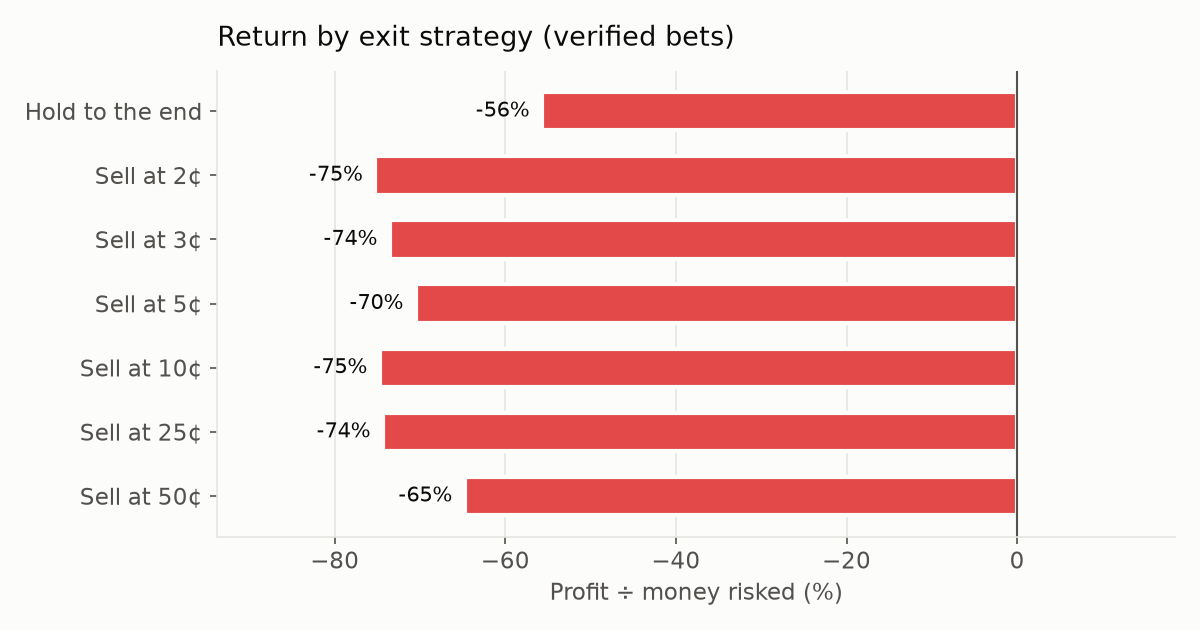 Return by exit strategy (verified bets)
Hold to the end
-56%
Sell at 2¢
-75%
Sell at 3¢
-74%
Sell at 5¢
-70%
Sell at 10¢
-75%
Sell at 25¢
-74%
Sell at 50¢
-65%
−80
−60
−40
−20
0
Profit ÷ money risked (%)